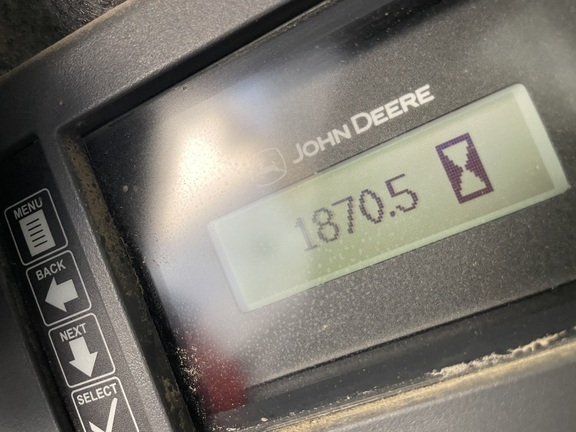 JOHN DEERE
1870.5
MENU
BACK
NEXT
SELECT